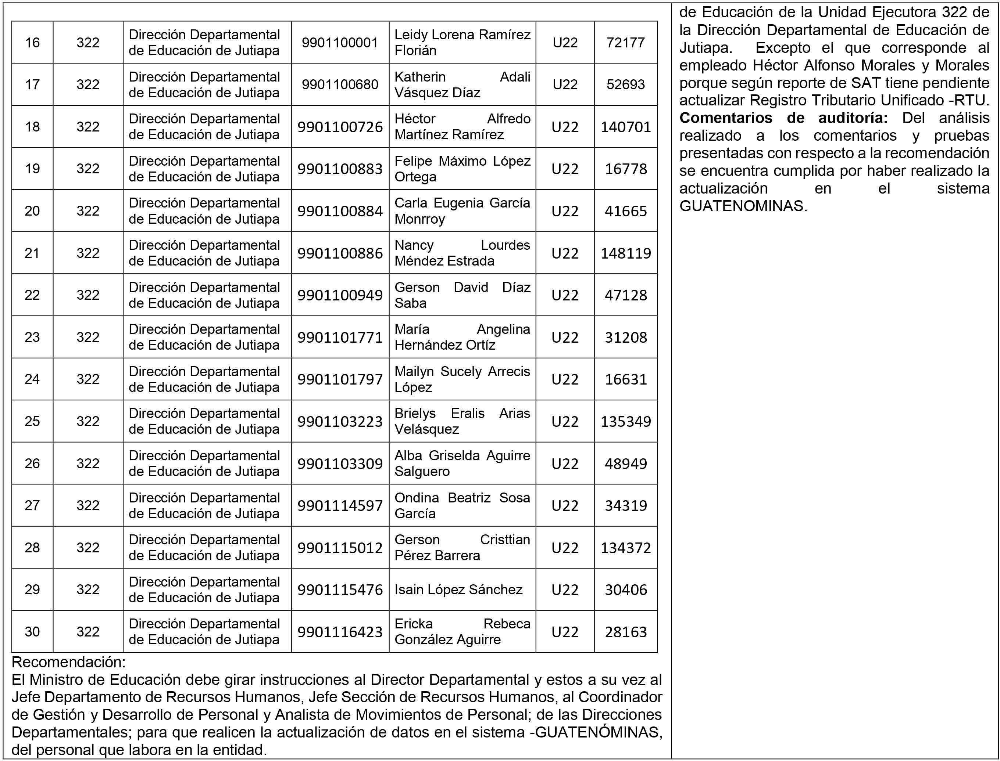 16 322 Dirección Departamental de Educación de Jutiapa 9901100001 Leidy Lorena Ramírez Florián U22 72177
17 322 Dirección Departamental de Educación de Jutiapa 9901100680 Katherin Adali Vásquez Díaz U22 52693
18 322 Dirección Departamental de Educación de Jutiapa 9901100726 Héctor Alfredo Martínez Ramírez U22 140701
19 322 Dirección Departamental de Educación de Jutiapa 9901100883 Felipe Máximo López Ortega U22 16778
20 322 Dirección Departamental de Educación de Jutiapa 9901100884 Carla Eugenia García Monrroy U22 41665
21 322 Dirección Departamental de Educación de Jutiapa 9901100886 Nancy Lourdes Méndez Estrada U22 148119
22 322 Dirección Departamental de Educación de Jutiapa 9901100949 Gerson David Díaz Saba U22 47128
23 322 Dirección Departamental de Educación de Jutiapa 9901101771 María Angelina Hernández Ortíz U22 31208
24 322 Dirección Departamental de Educación de Jutiapa 9901101797 Mailyn Sucely Arrecis López U22 16631
25 322 Dirección Departamental de Educación de Jutiapa 9901103223 Brielys Eralis Arias Velásquez U22 135349
26 322 Dirección Departamental de Educación de Jutiapa 9901103309 Alba Griselda Aguirre Salguero U22 48949
27 322 Dirección Departamental de Educación de Jutiapa 9901114597 Ondina Beatriz Sosa García U22 34319
28 322 Dirección Departamental de Educación de Jutiapa 9901115012 Gerson Cristtian Pérez Barrera U22 134372
29 322 Dirección Departamental de Educación de Jutiapa 9901115476 Isain López Sánchez U22 30406
30 322 Dirección Departamental de Educación de Jutiapa 9901116423 Ericka Rebeca González Aguirre U22 28163
Recomendación:
El Ministro de Educación debe girar instrucciones al Director Departamental y estos a su vez al
Jefe Departamento de Recursos Humanos, Jefe Sección de Recursos Humanos, al Coordinador
de Gestión y Desarrollo de Personal y Analista de Movimientos de Personal; de las Direcciones
Departamentales; para que realicen la actualización de datos en el sistema -GUATENÓMINAS,
del personal que labora en la entidad.
de Educación de la Unidad Ejecutora 322 de
la Dirección Departamental de Educación de
Jutiapa. Excepto el que corresponde al
empleado Héctor Alfonso Morales y Morales
porque según reporte de SAT tiene pendiente
actualizar Registro Tributario Unificado -RTU.
Comentarios de auditoría: Del análisis
realizado a los comentarios y pruebas
presentadas con respecto a la recomendación
se encuentra cumplida por haber realizado la
actualización en el sistema
GUATENOMINAS.